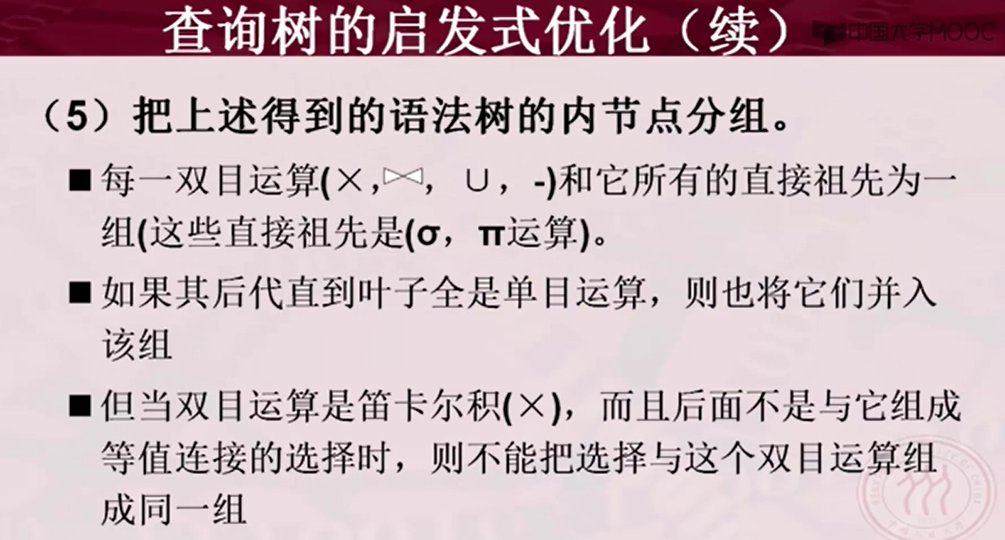 查询树的启发式优化（续）
中国大学MOOC
（5）把上述得到的语法树的内节点分组。
■ 每一双目运算(×,⋈, ∪, -)和它所有的直接祖先为一
组(这些直接祖先是(σ，π运算)。
■ 如果其后代直到叶子全是单目运算，则也将它们并入
该组
■ 但当双目运算是笛卡尔积(×)，而且后面不是与它组成
等值连接的选择时，则不能把选择与这个双目运算组
成同一组